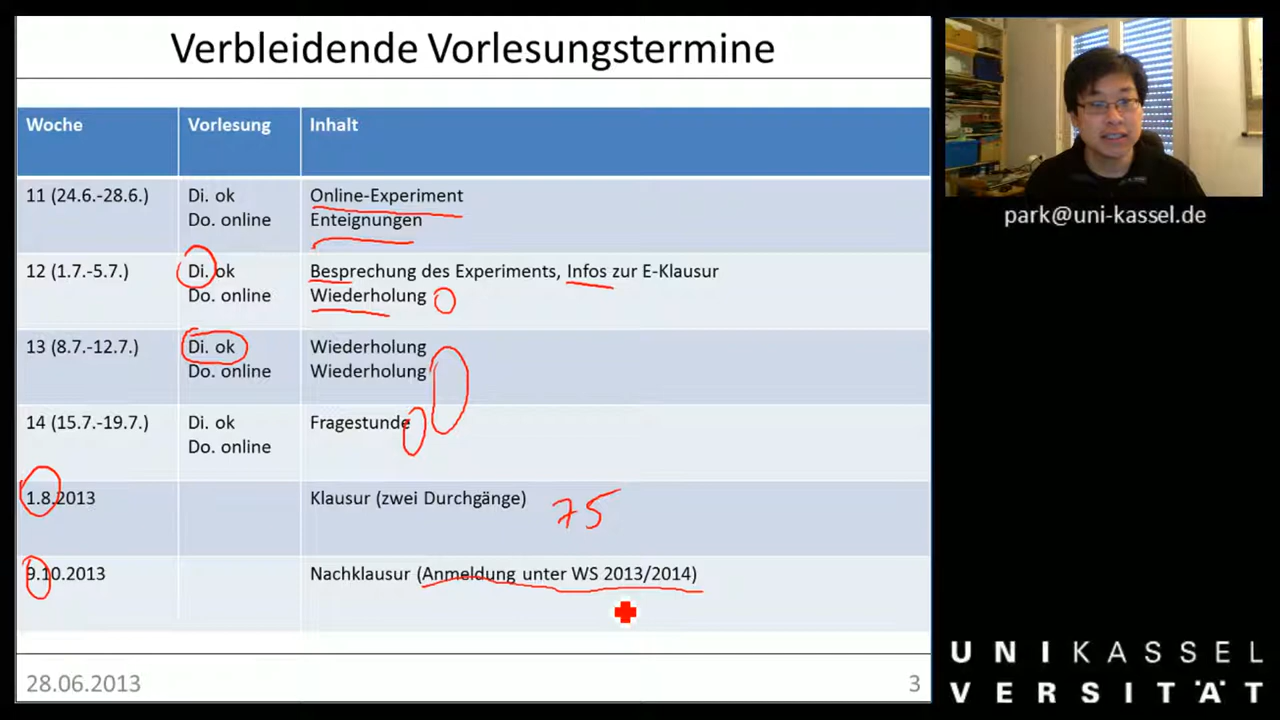 Verbleidende Vorlesungstermine
Woche Vorlesung Inhalt
11 (24.6.-28.6.) Di. ok Online-Experiment
Do. online Enteignungen
12 (1.7.-5.7.) Di. ok Besprechung des Experiments, Infos zur E-Klausur
Do. online Wiederholung
13 (8.7.-12.7.) Di. ok Wiederholung
Do. online Wiederholung
14 (15.7.-19.7.) Di. ok Fragestunde
Do. online
1.8.2013 Klausur (zwei Durchgänge) 75
9.10.2013 Nachklausur (Anmeldung unter WS 2013/2014)
28.06.2013 3
park@uni-kassel.de
UNIKASSEL
VERSITÄT